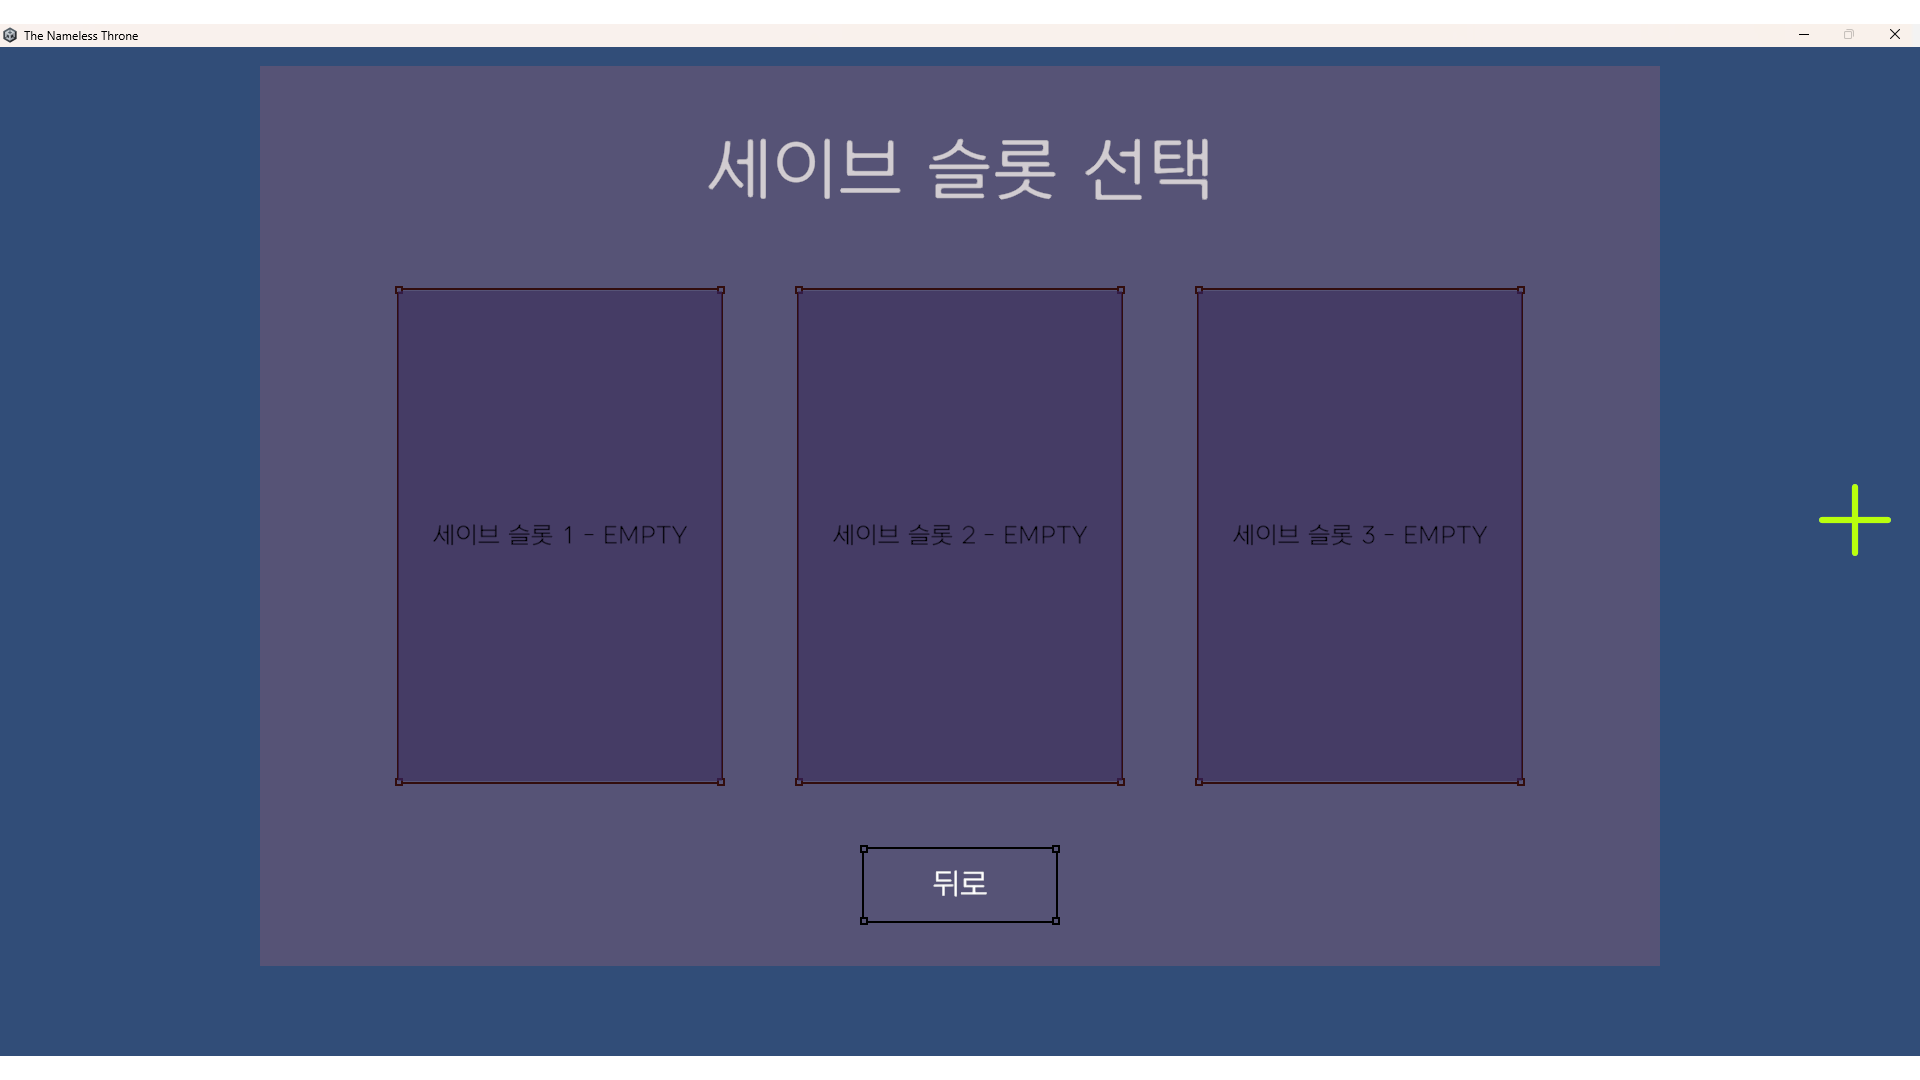 The Nameless Throne
세이브 슬롯 선택
세이브 슬롯 1 - EMPTY
세이브 슬롯 2 - EMPTY
세이브 슬롯 3 - EMPTY
뒤로